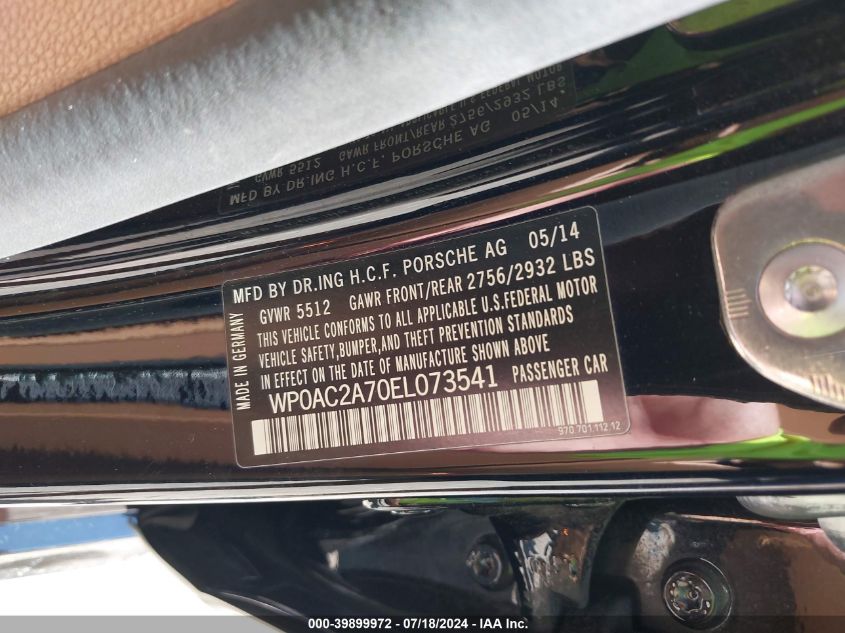 MFD BY DR.ING H.C.F. PORSCHE AG 05/14
GVWR 5512 GAWR FRONT/REAR 2756/2932 LBS
THIS VEHICLE CONFORMS TO ALL APPLICABLE U.S.FEDERAL MOTOR
VEHICLE SAFETY,BUMPER,AND THEFT PREVENTION STANDARDS
IN EFFECT ON THE DATE OF MANUFACTURE SHOWN ABOVE
WP0AC2A70EL073541 PASSENGER CAR
MADE IN GERMANY
970.701.112.12
000-39899972 / 07/18/2024 / IAA Inc.